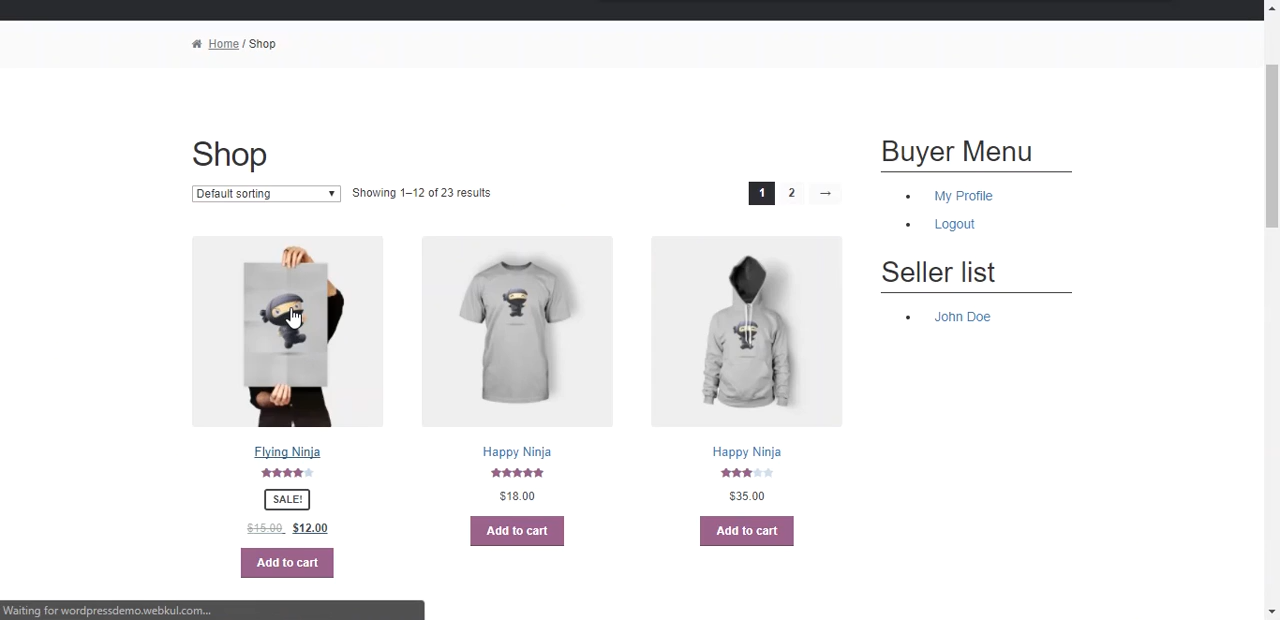 Home / Shop
Shop
Default sorting
Showing 1–12 of 23 results
1 2 →
Flying Ninja
SALE!
$15.00 $12.00
Add to cart
Happy Ninja
$18.00
Add to cart
Happy Ninja
$35.00
Add to cart
Buyer Menu
My Profile
Logout
Seller list
John Doe
Waiting for wordpressdemo.webkul.com...